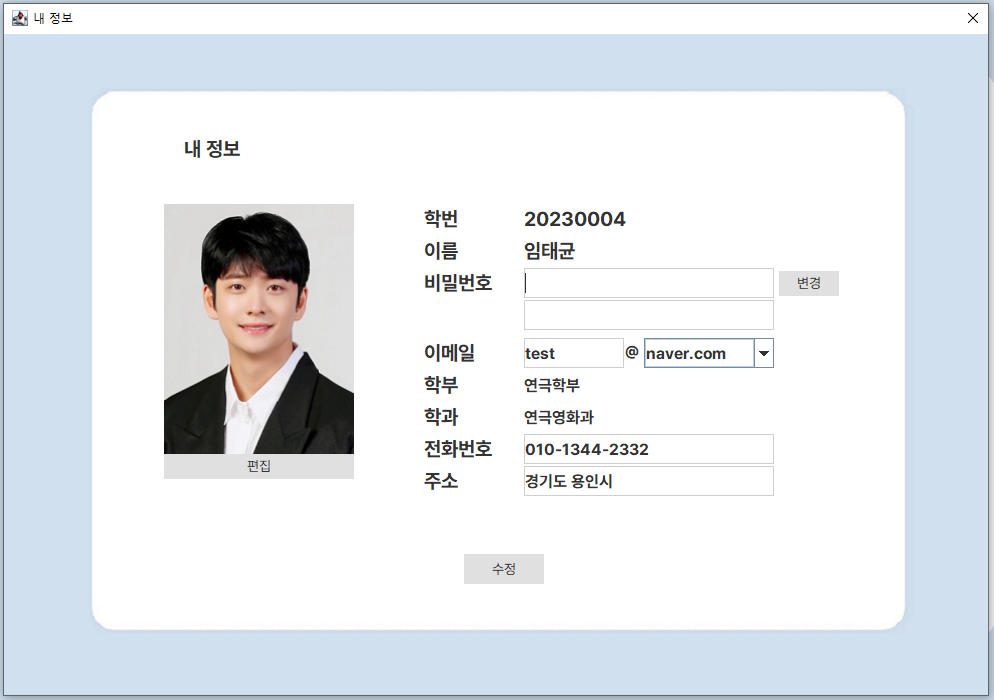 내 정보
내 정보
학번 20230004
이름 임태균
비밀번호 변경
이메일 test @ naver.com
학부 연극학부
학과 연극영화과
전화번호 010-1344-2332
편집
주소 경기도 용인시
수정